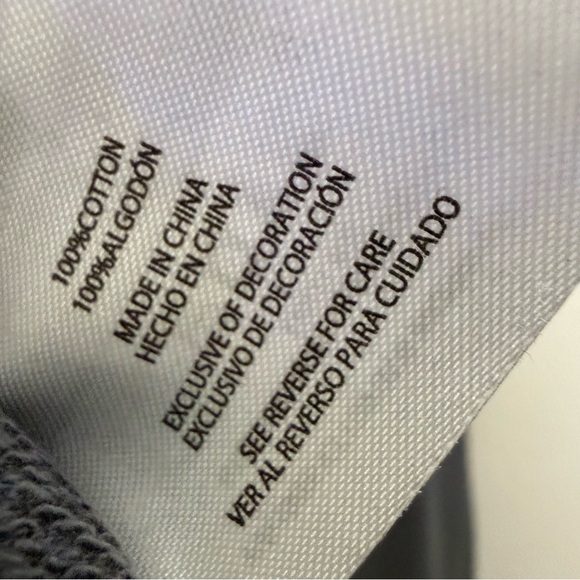 100%COTTON
100%ALGODÓN
MADE IN CHINA
HECHO EN CHINA
EXCLUSIVE OF DECORATION
EXCLUSIVO DE DECORACIÓN
SEE REVERSE FOR CARE
VER AL REVERSO PARA CUIDADO